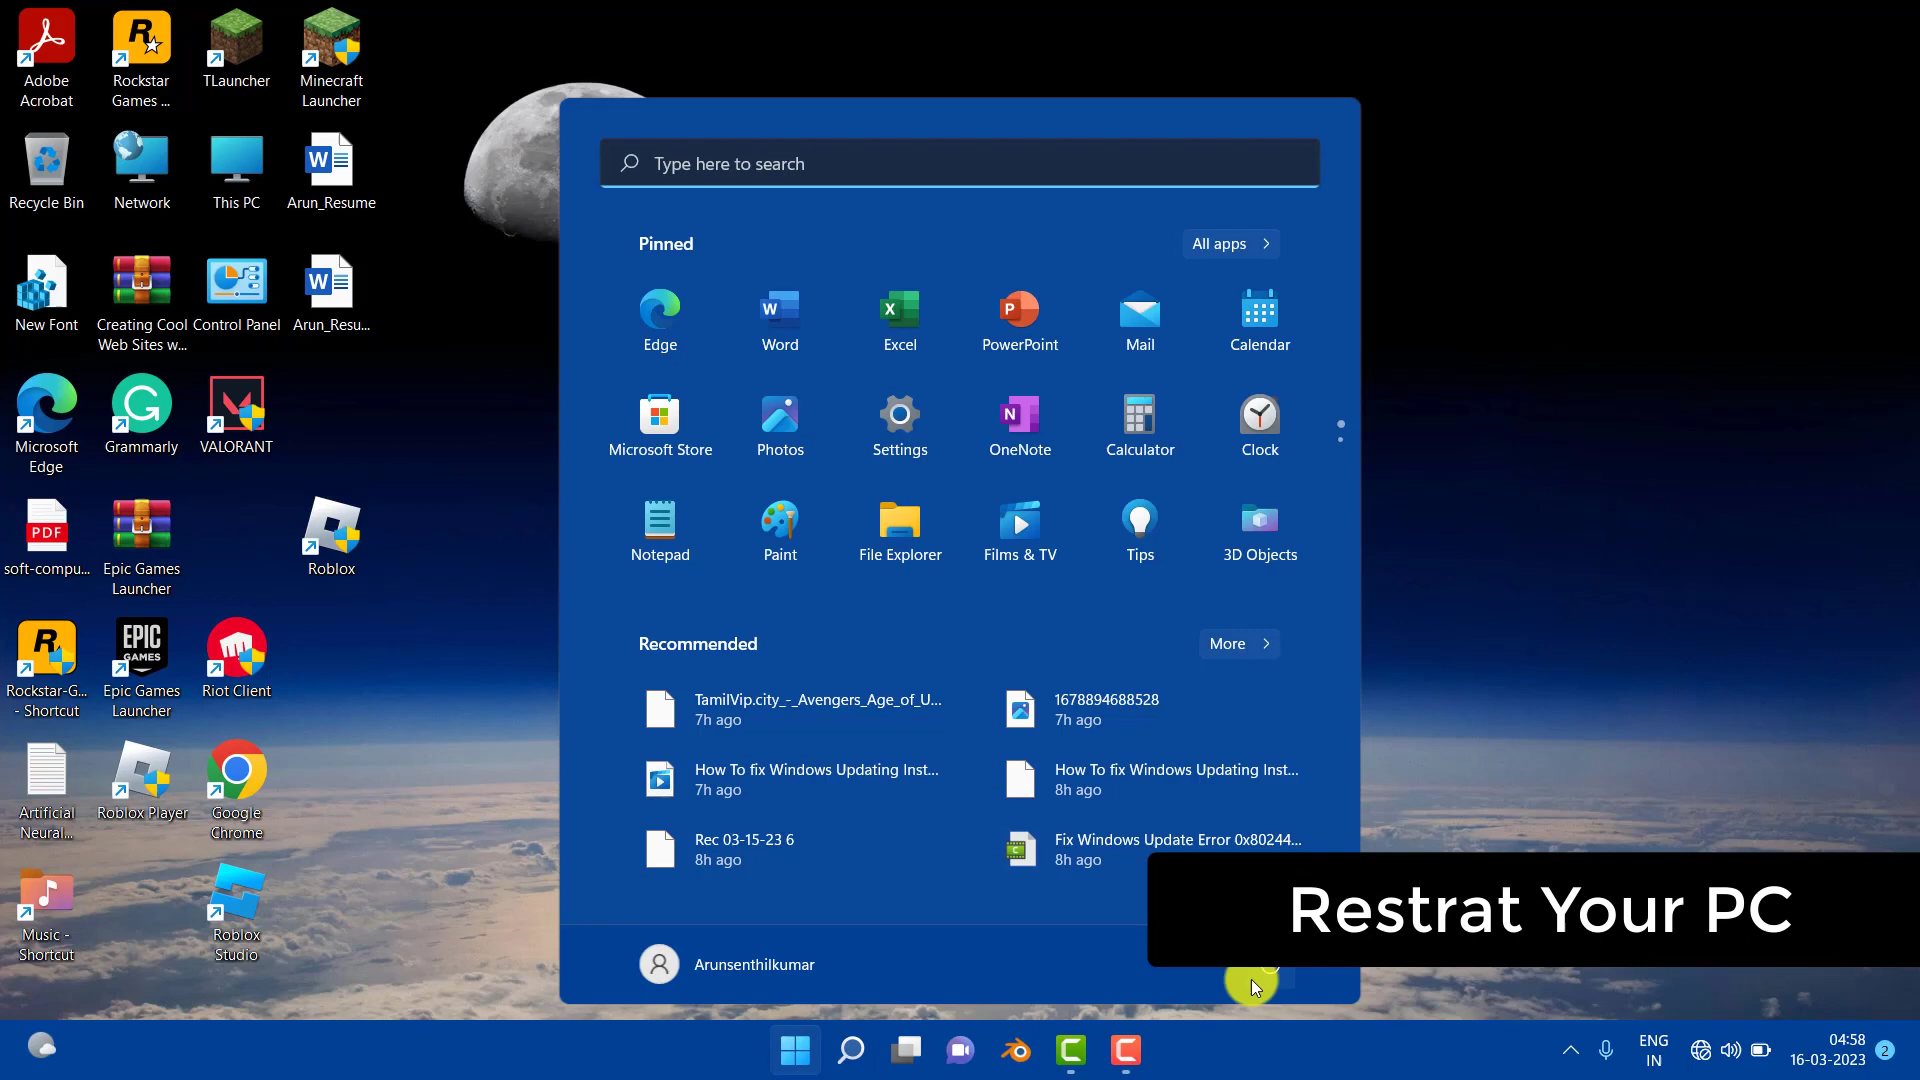 Adobe
Acrobat
Rockstar
Games ...
TLauncher
Minecraft
Launcher
Recycle Bin
Network
This PC
Arun_Resume
New Font
Creating Cool
Web Sites w...
Control Panel
Arun_Resu...
Microsoft
Edge
Grammarly
VALORANT
PDF
soft-compu...
Epic Games
Launcher
Roblox
Rockstar-G...
- Shortcut
EPIC
GAMES
Epic Games
Launcher
Riot Client
Artificial
Neural...
Roblox Player
Google
Chrome
Music -
Shortcut
Roblox
Studio
Type here to search
Pinned
All apps
Edge
Word
Excel
PowerPoint
Mail
Calendar
Microsoft Store
Photos
Settings
OneNote
Calculator
Clock
Notepad
Paint
File Explorer
Films & TV
Tips
3D Objects
Recommended
More
TamilVip.city_-_Avengers_Age_of_U...
7h ago
1678894688528
7h ago
How To fix Windows Updating Inst...
7h ago
How To fix Windows Updating Inst...
8h ago
Rec 03-15-23 6
8h ago
Fix Windows Update Error 0x80244...
8h ago
Restrat Your PC
Arunsenthilkumar
ENG
IN
04:58
16-03-2023
2